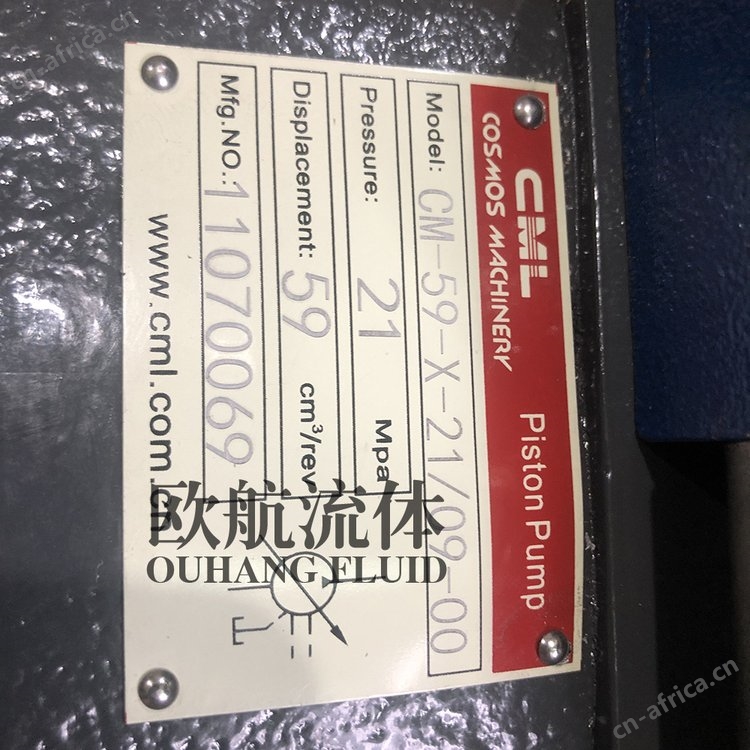 CML
COSMOS MACHINERY
Piston Pump
Model: CM-59-X-21/09-00
Pressure: 21 Mpa
Displacement: 59 cm³/rev
Mfg.NO.: 11070069
www.cml.com.cn
欧航流体
OUHANG FLUID
cn-africa.cn
cn-africa.cn